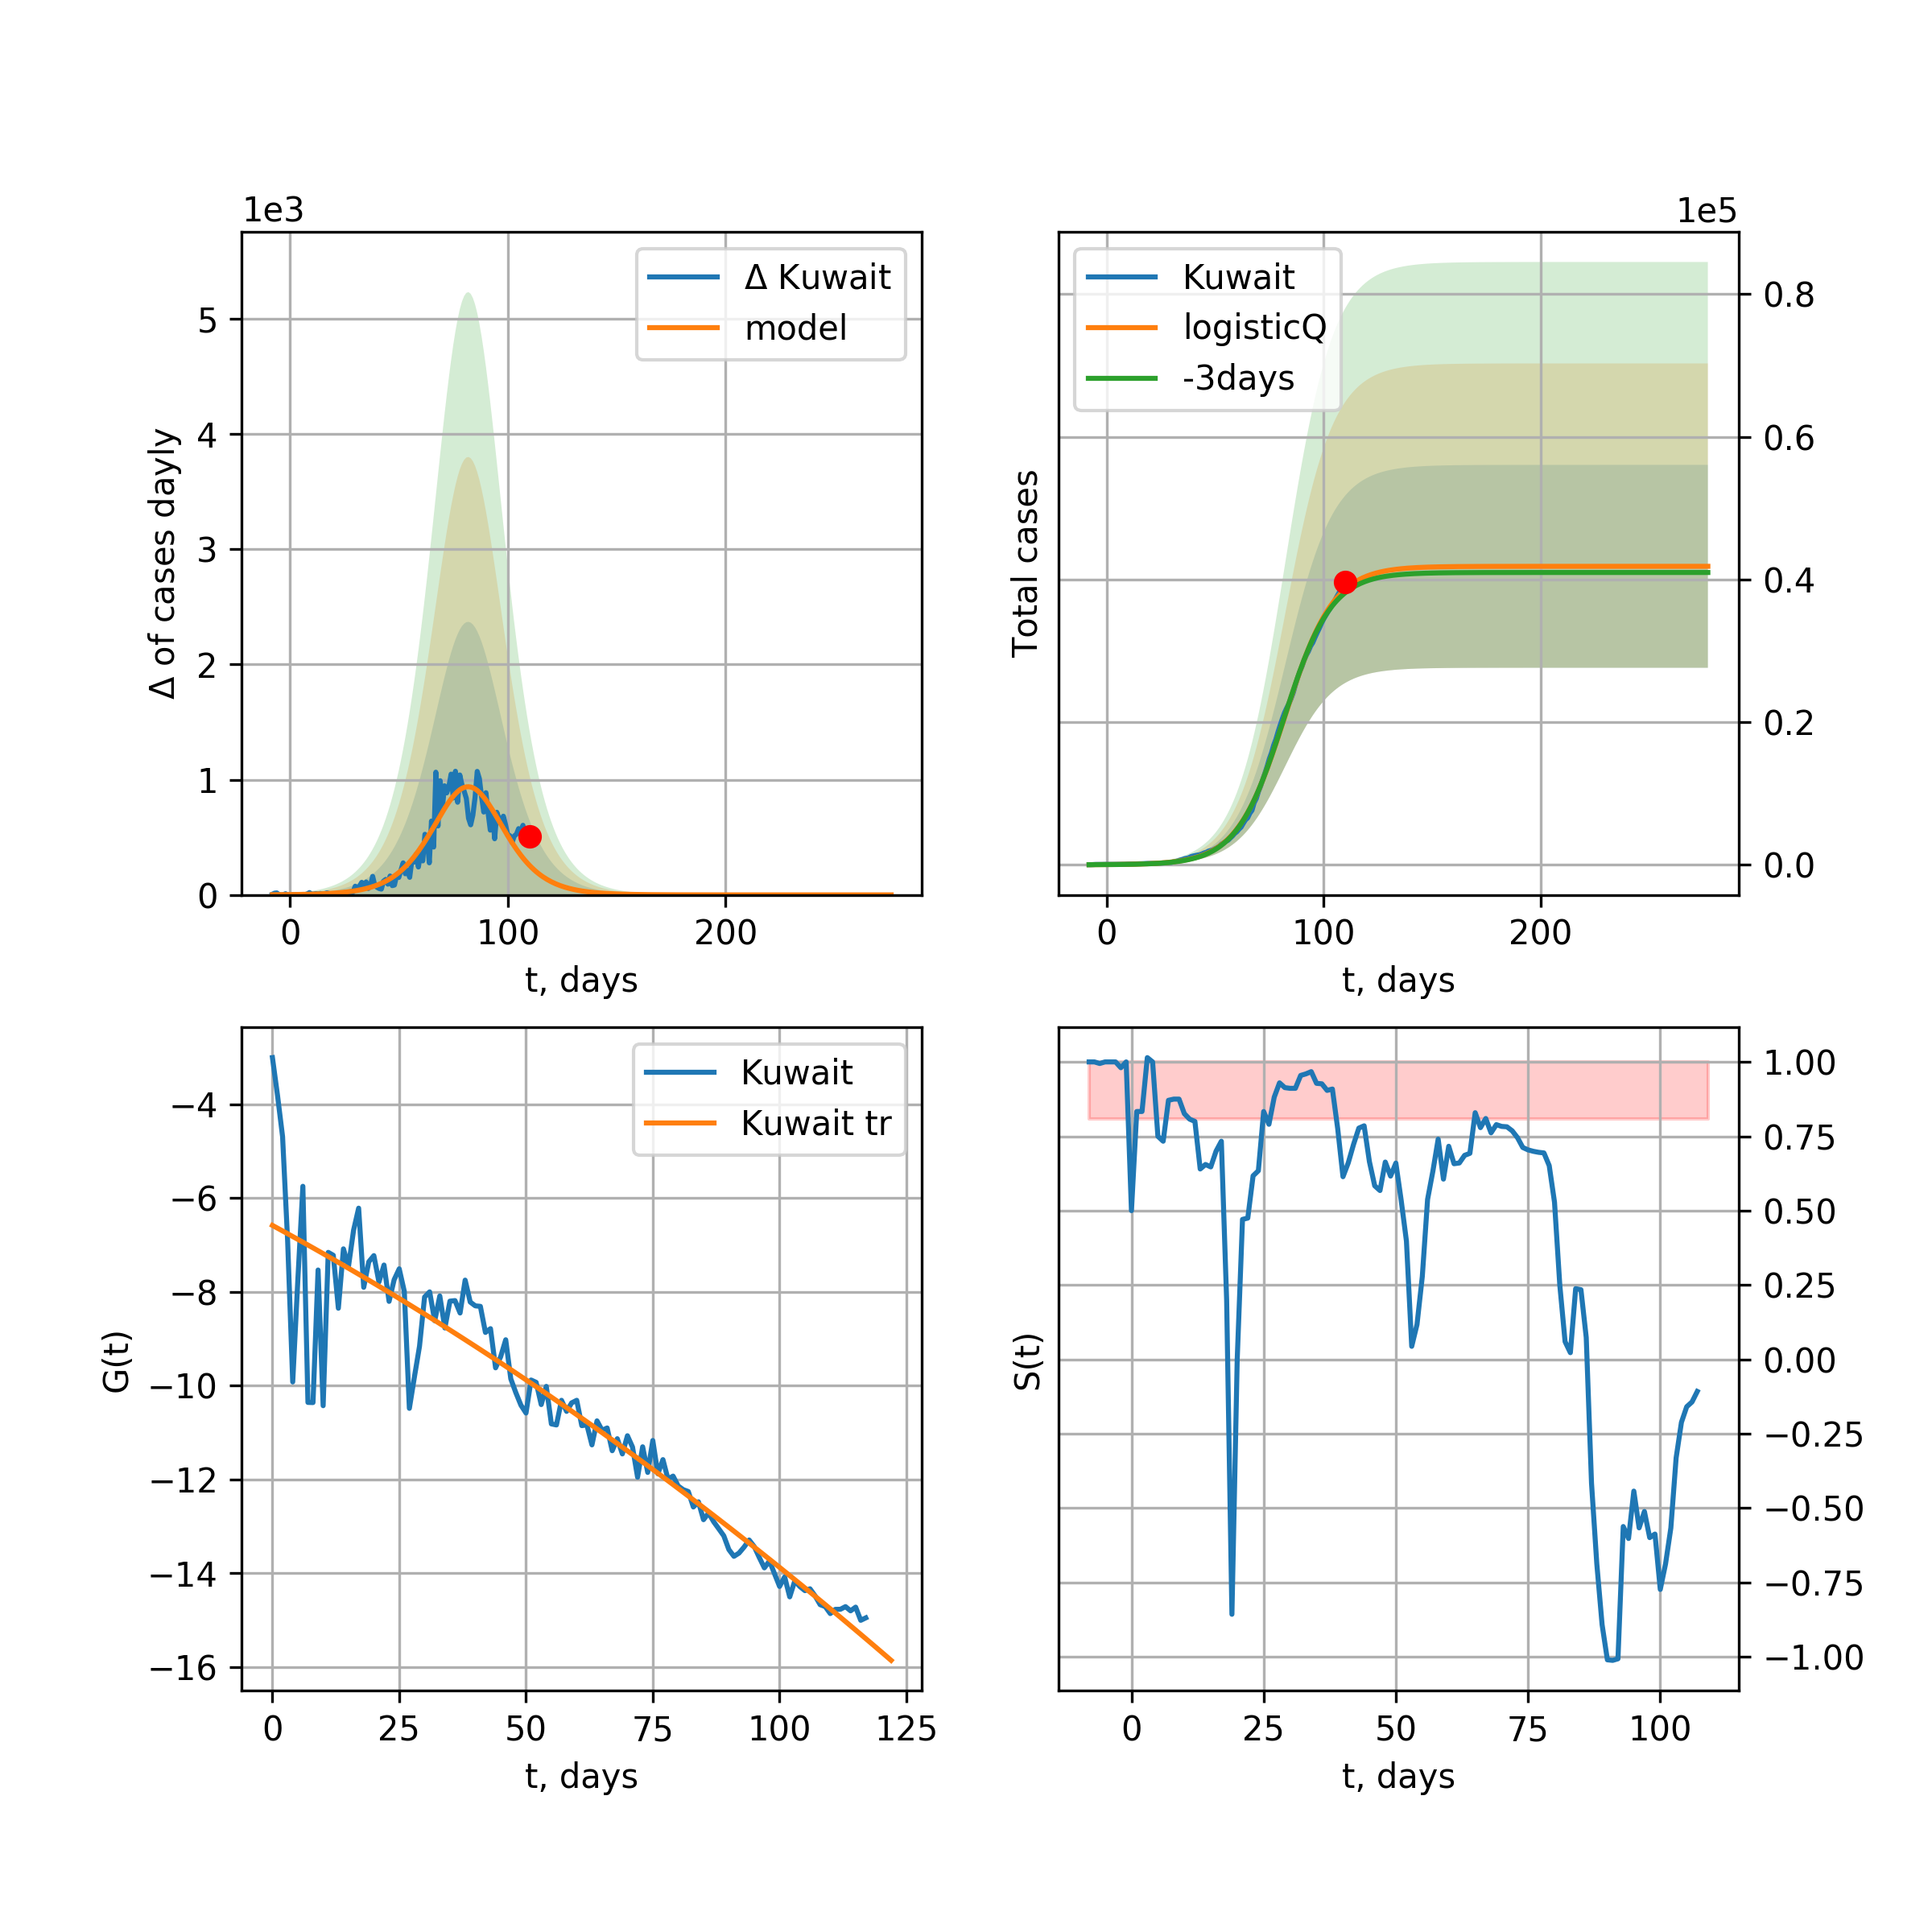 1e3
Δ of cases dayly
5
4
3
2
1
0
0 100 200
t, days
Δ Kuwait
model
1e5
Total cases
0.8
0.6
0.4
0.2
0.0
0 100 200
t, days
Kuwait
logisticQ
-3days
G(t)
−4
−6
−8
−10
−12
−14
−16
0 25 50 75 100 125
t, days
Kuwait
Kuwait tr
S(t)
1.00
0.75
0.50
0.25
0.00
−0.25
−0.50
−0.75
−1.00
0 25 50 75 100
t, days